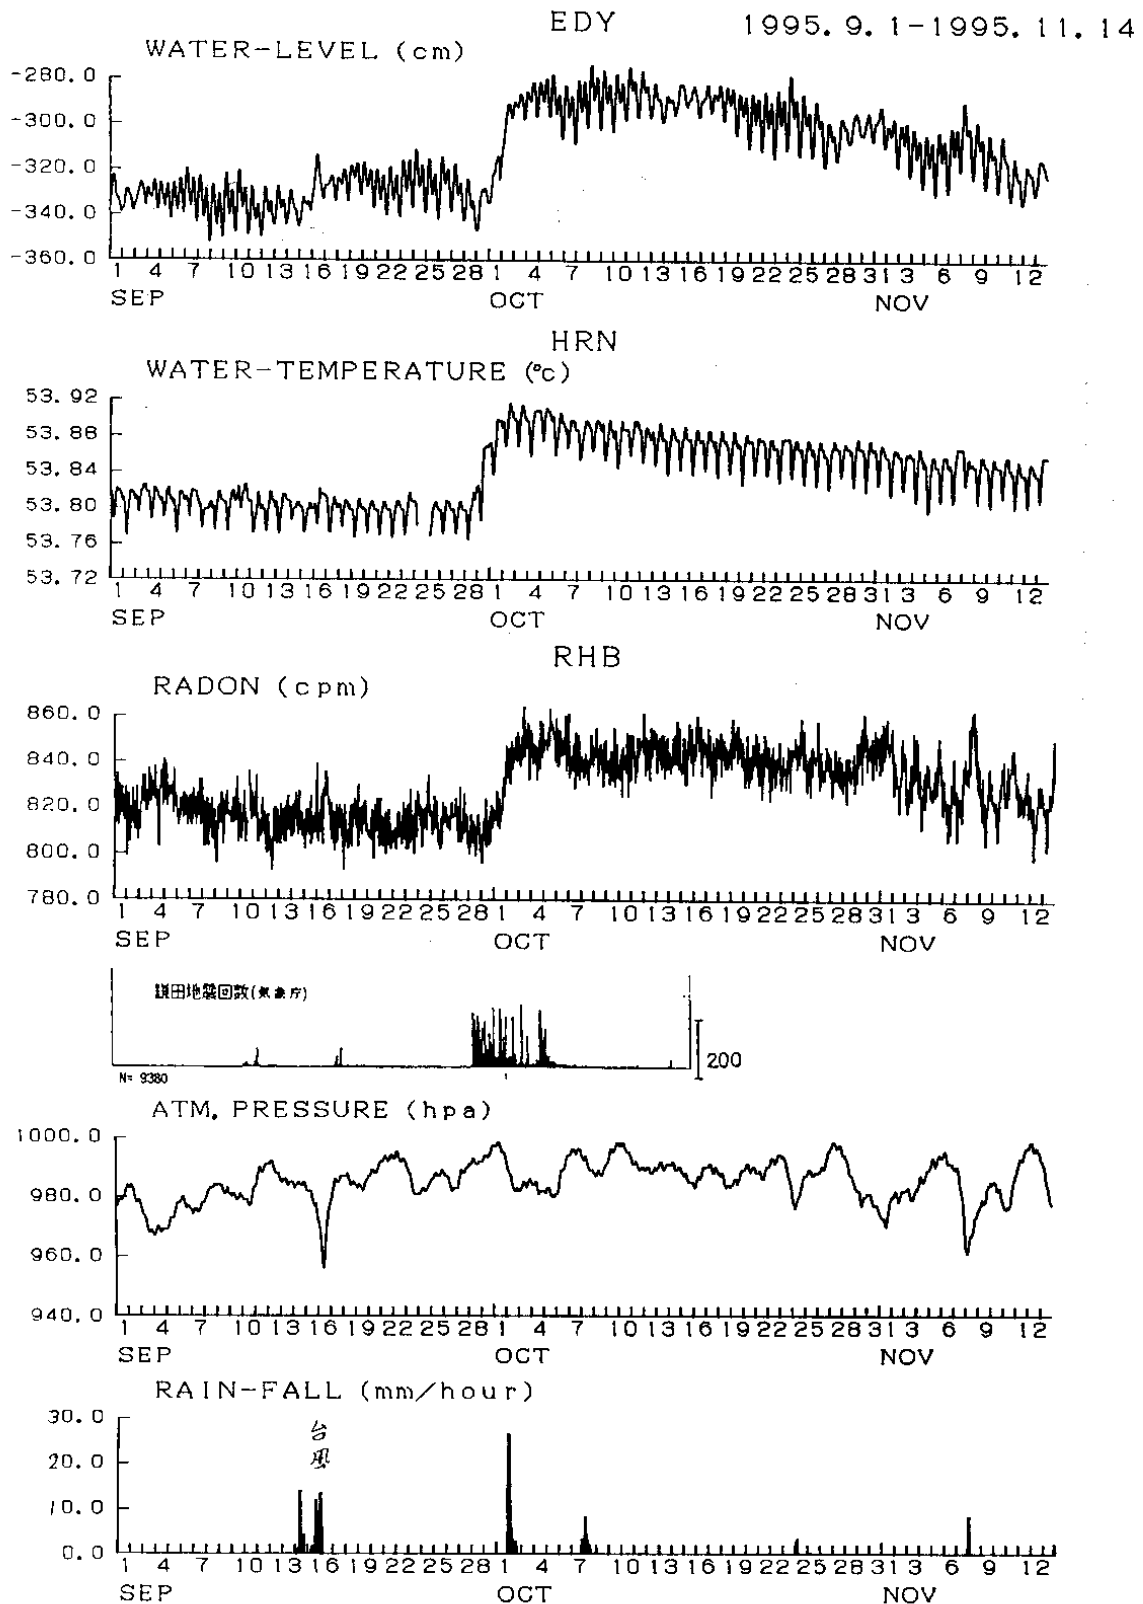 EDY 1995.9.1-1995.11.14
WATER-LEVEL (cm)
-280.0
-300.0
-320.0
-340.0
-360.0
1 4 7 10 13 16 19 22 25 28 1 4 7 10 13 16 19 22 25 28 31 3 6 9 12
SEP OCT NOV
HRN
WATER-TEMPERATURE (°c)
53.92
53.88
53.84
53.80
53.76
53.72
1 4 7 10 13 16 19 22 25 28 1 4 7 10 13 16 19 22 25 28 31 3 6 9 12
SEP OCT NOV
RHB
RADON (cpm)
860.0
840.0
820.0
800.0
780.0
1 4 7 10 13 16 19 22 25 28 1 4 7 10 13 16 19 22 25 28 31 3 6 9 12
SEP OCT NOV
鎌田地震回数(気象庁)
200
N= 9380
ATM. PRESSURE (hpa)
1000.0
980.0
960.0
940.0
1 4 7 10 13 16 19 22 25 28 1 4 7 10 13 16 19 22 25 28 31 3 6 9 12
SEP OCT NOV
RAIN-FALL (mm/hour)
30.0
台風
20.0
10.0
0.0
1 4 7 10 13 16 19 22 25 28 1 4 7 10 13 16 19 22 25 28 31 3 6 9 12
SEP OCT NOV